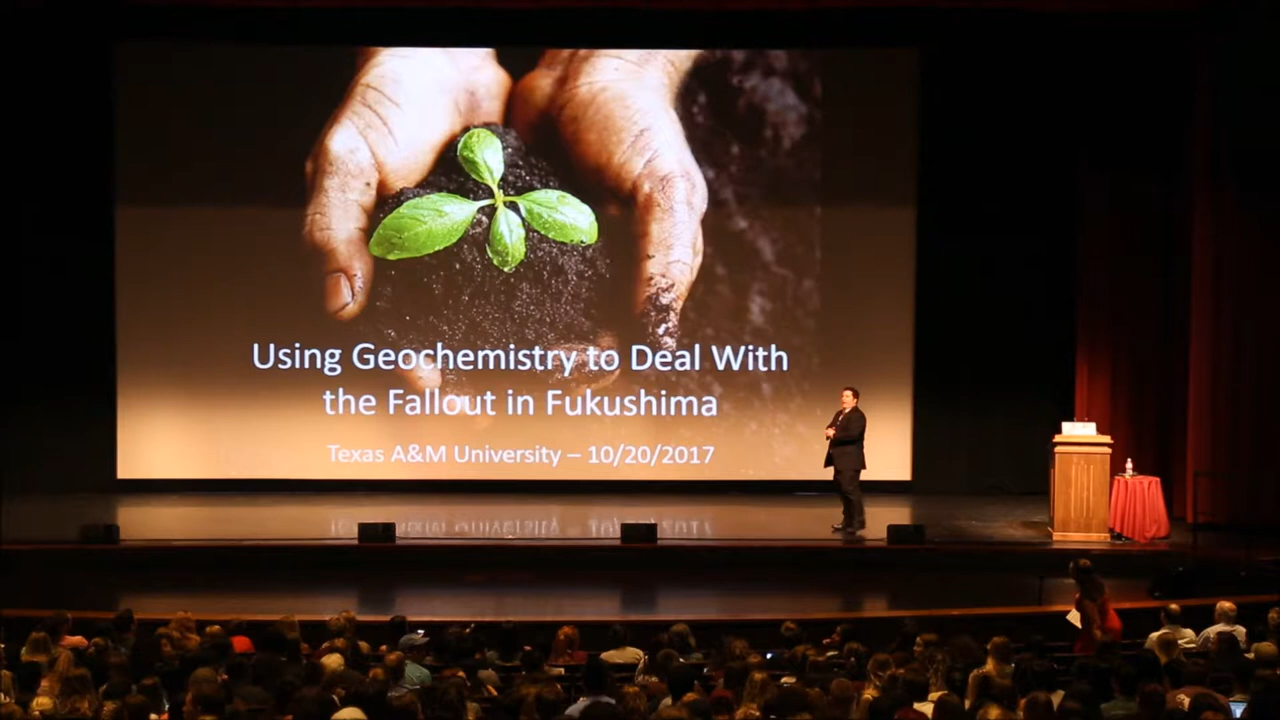 Using Geochemistry to Deal With
the Fallout in Fukushima
Texas A&M University – 10/20/2017